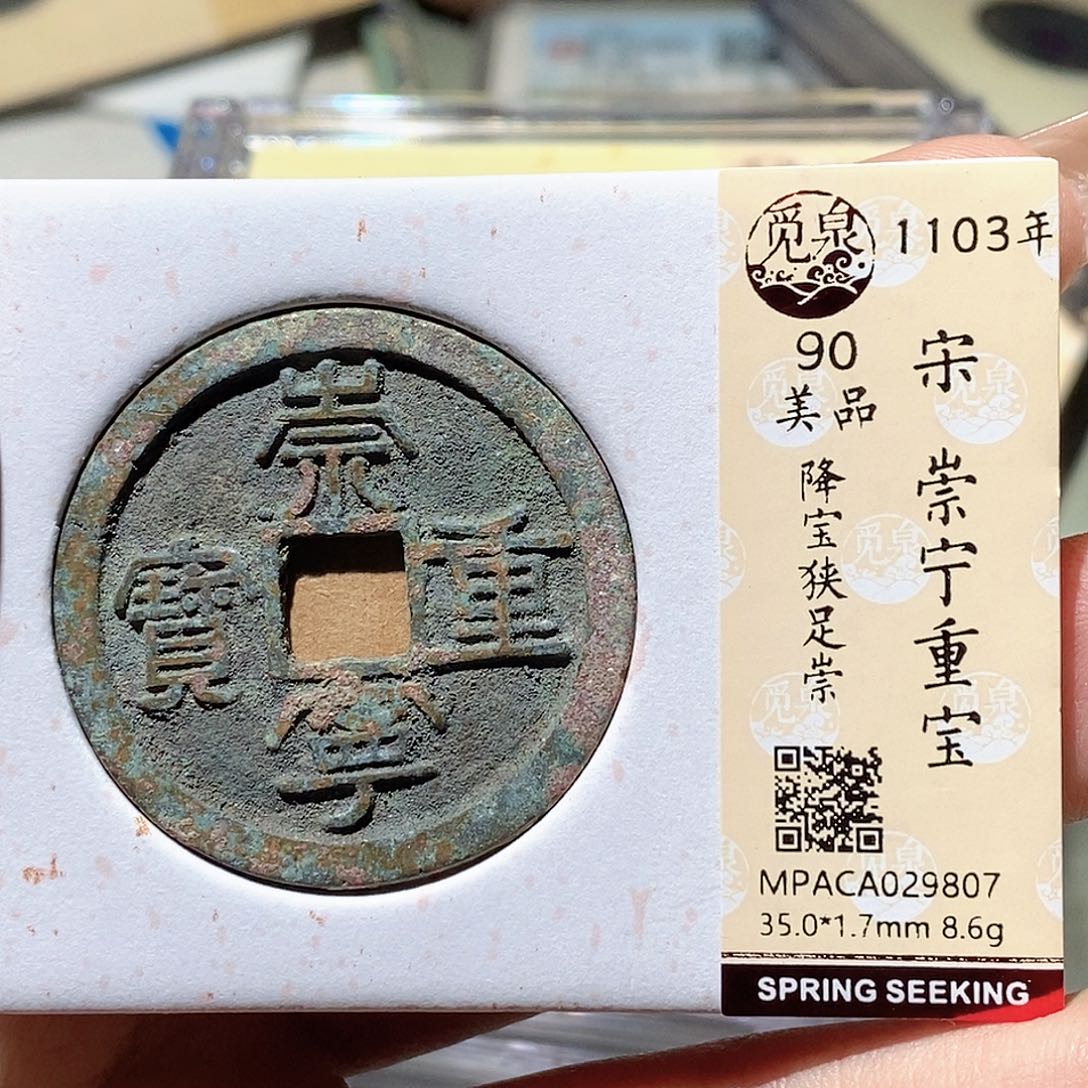 崇寧重寶
觅泉
1103年
90
美品
宋 崇宁重宝
降宝狭足崇
MPACA029807
35.0*1.7mm 8.6g
SPRING SEEKING